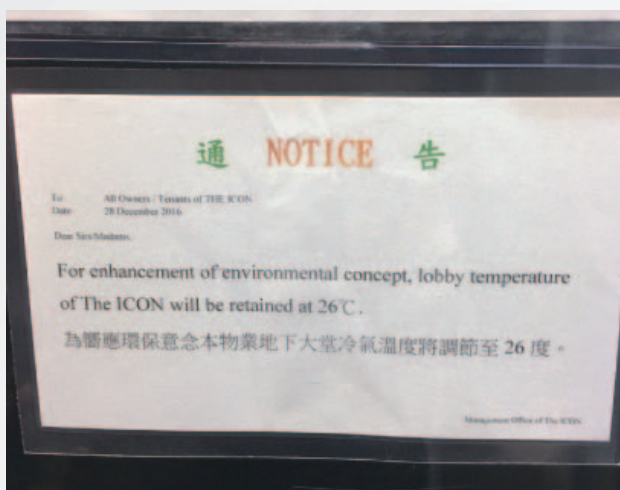 通 NOTICE 告
To: All Owners / Tenants of THE ICON
Date: 28 December 2016
Dear Sirs/Madams,
For enhancement of environmental concept, lobby temperature
of The ICON will be retained at 26℃.
為嚮應環保意念本物業地下大堂冷氣溫度將調節至 26 度。
Management Office of The ICON